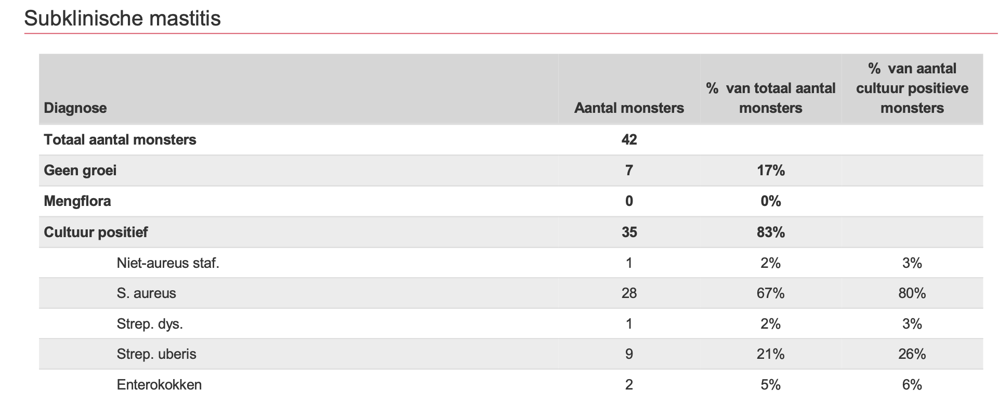 Subklinische mastitis
Diagnose Aantal monsters % van totaal aantal monsters % van aantal cultuur positieve monsters
Totaal aantal monsters 42
Geen groei 7 17%
Mengflora 0 0%
Cultuur positief 35 83%
Niet-aureus staf. 1 2% 3%
S. aureus 28 67% 80%
Strep. dys. 1 2% 3%
Strep. uberis 9 21% 26%
Enterokokken 2 5% 6%